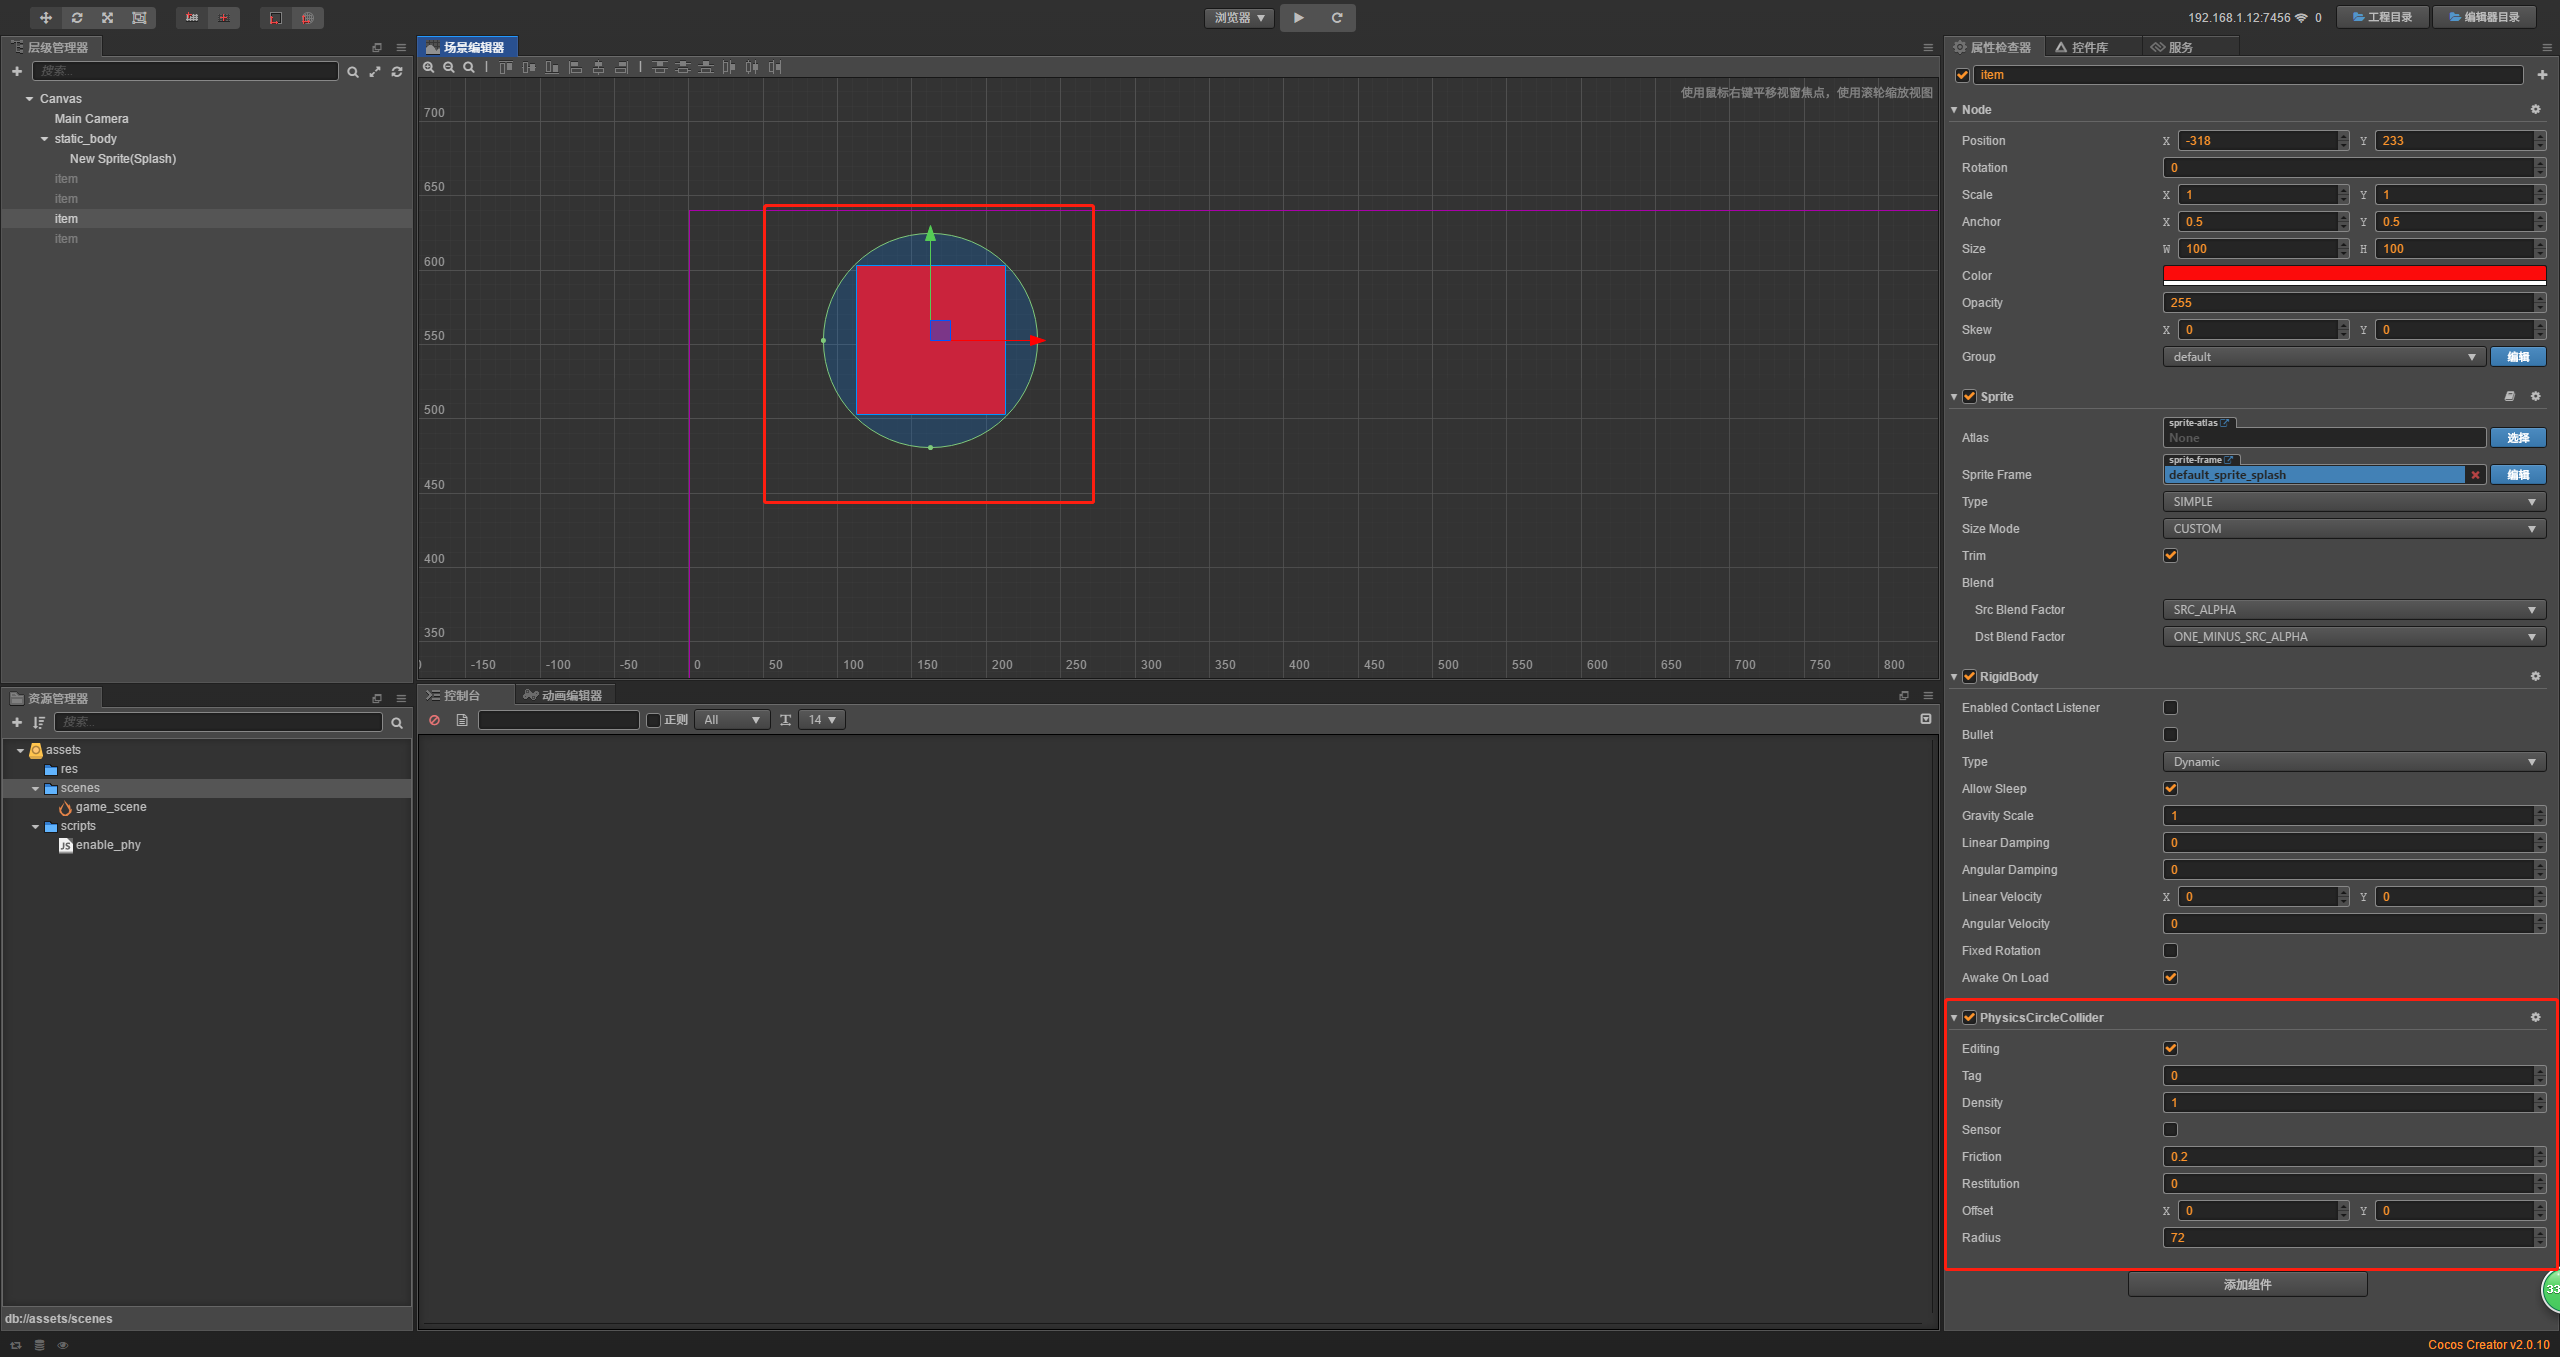 浏览器
192.168.1.12:7456 0
工程目录
编辑器目录
层级管理器
搜索...
Canvas
Main Camera
static_body
New Sprite(Splash)
item
item
item
item
场景编辑器
使用鼠标右键平移视窗焦点，使用滚轮缩放视图
700
650
600
550
500
450
400
350
-150 -100 -50 0 50 100 150 200 250 300 350 400 450 500 550 600 650 700 750 800
资源管理器
搜索...
assets
res
scenes
game_scene
scripts
JS enable_phy
db://assets/scenes
控制台 动画编辑器
正则 All 14
属性检查器 控件库 服务
item
Node
Position X -318 Y 233
Rotation 0
Scale X 1 Y 1
Anchor X 0.5 Y 0.5
Size W 100 H 100
Color
Opacity 255
Skew X 0 Y 0
Group default 编辑
Sprite
sprite-atlas
Atlas None 选择
sprite-frame
Sprite Frame default_sprite_splash 编辑
Type SIMPLE
Size Mode CUSTOM
Trim
Blend
Src Blend Factor SRC_ALPHA
Dst Blend Factor ONE_MINUS_SRC_ALPHA
RigidBody
Enabled Contact Listener
Bullet
Type Dynamic
Allow Sleep
Gravity Scale 1
Linear Damping 0
Angular Damping 0
Linear Velocity X 0 Y 0
Angular Velocity 0
Fixed Rotation
Awake On Load
PhysicsCircleCollider
Editing
Tag 0
Density 1
Sensor
Friction 0.2
Restitution 0
Offset X 0 Y 0
Radius 72
添加组件
33
Cocos Creator v2.0.10